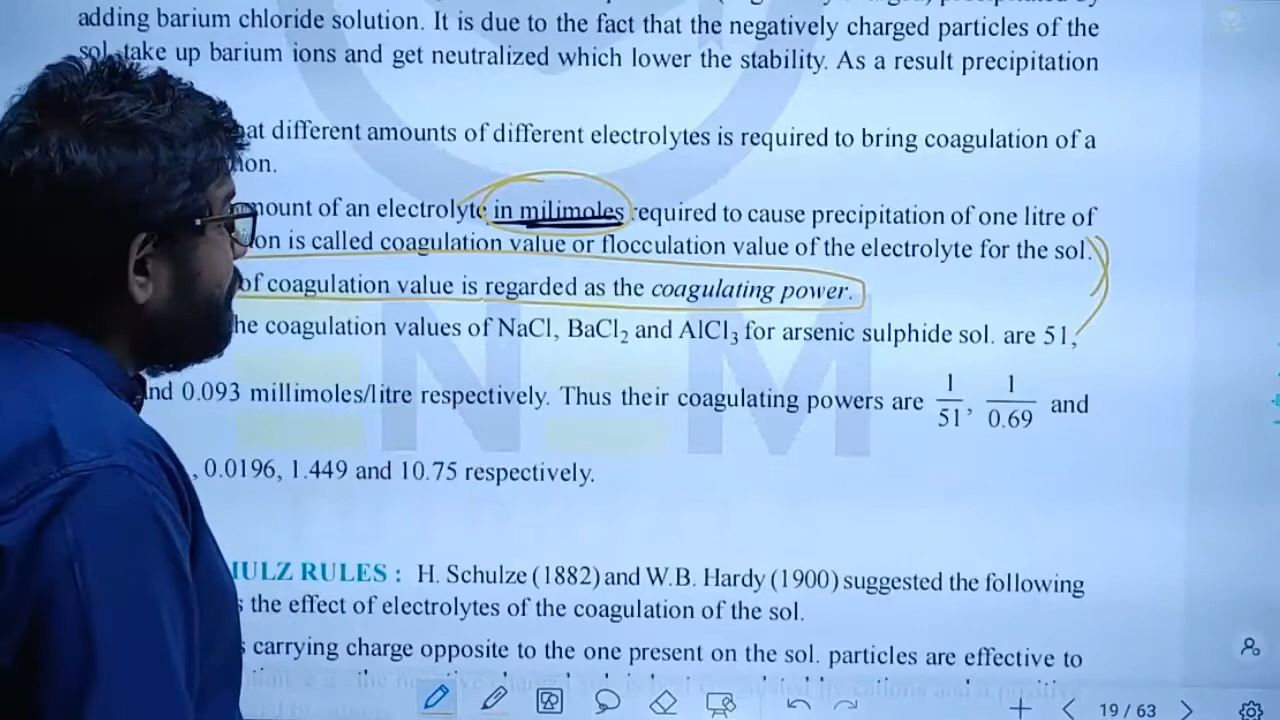 adding barium chloride solution. It is due to the fact that the negatively charged particles of the
sol take up barium ions and get neutralized which lower the stability. As a result precipitation
at different amounts of different electrolytes is required to bring coagulation of a
ion.
mount of an electrolyte in milimoles required to cause precipitation of one litre of
on is called coagulation value or flocculation value of the electrolyte for the sol.
of coagulation value is regarded as the coagulating power.
he coagulation values of NaCl, BaCl₂ and AlCl₃ for arsenic sulphide sol. are 51,
nd 0.093 millimoles/litre respectively. Thus their coagulating powers are 1/51, 1/0.69 and
, 0.0196, 1.449 and 10.75 respectively.
ULZ RULES : H. Schulze (1882) and W.B. Hardy (1900) suggested the following
s the effect of electrolytes of the coagulation of the sol.
s carrying charge opposite to the one present on the sol. particles are effective to
19 / 63